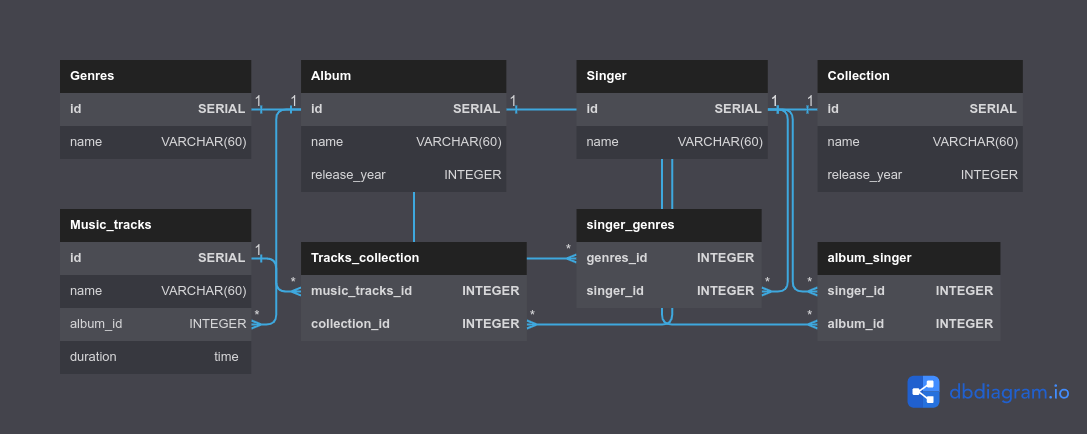 Genres
id SERIAL
name VARCHAR(60)
Album
id SERIAL
name VARCHAR(60)
release_year INTEGER
Singer
id SERIAL
name VARCHAR(60)
Collection
id SERIAL
name VARCHAR(60)
release_year INTEGER
1 1 1 1 1
Music_tracks
id SERIAL
name VARCHAR(60)
album_id INTEGER
duration time
1
*
Tracks_collection
music_tracks_id INTEGER
collection_id INTEGER
*
*
singer_genres
genres_id INTEGER
singer_id INTEGER
*
*
album_singer
singer_id INTEGER
album_id INTEGER
*
*
dbdiagram.io